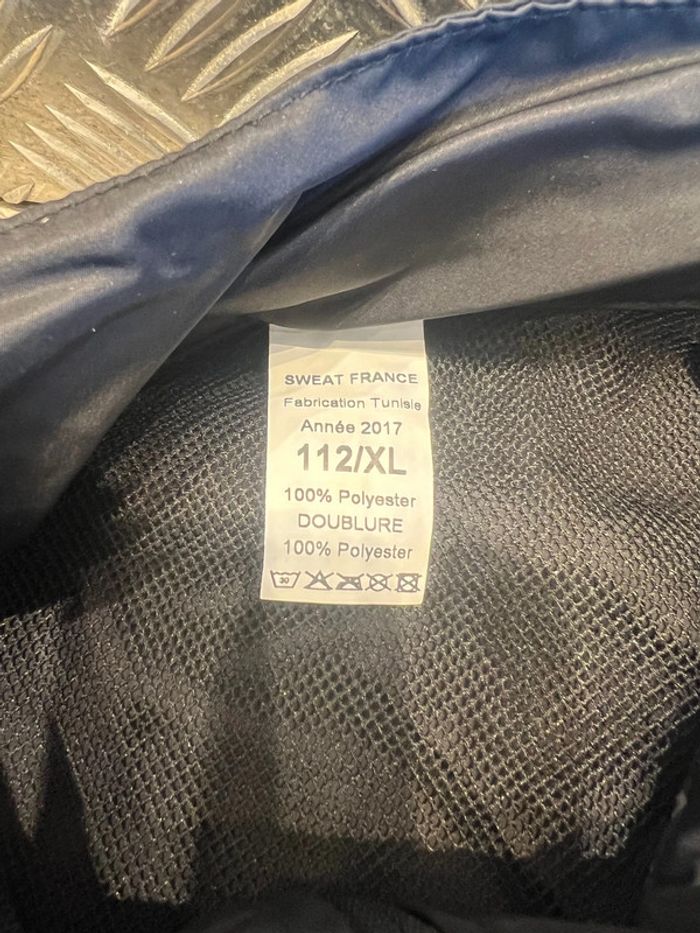 SWEAT FRANCE
Fabrication Tunisie
Année 2017
112/XL
100% Polyester
DOUBLURE
100% Polyester
30